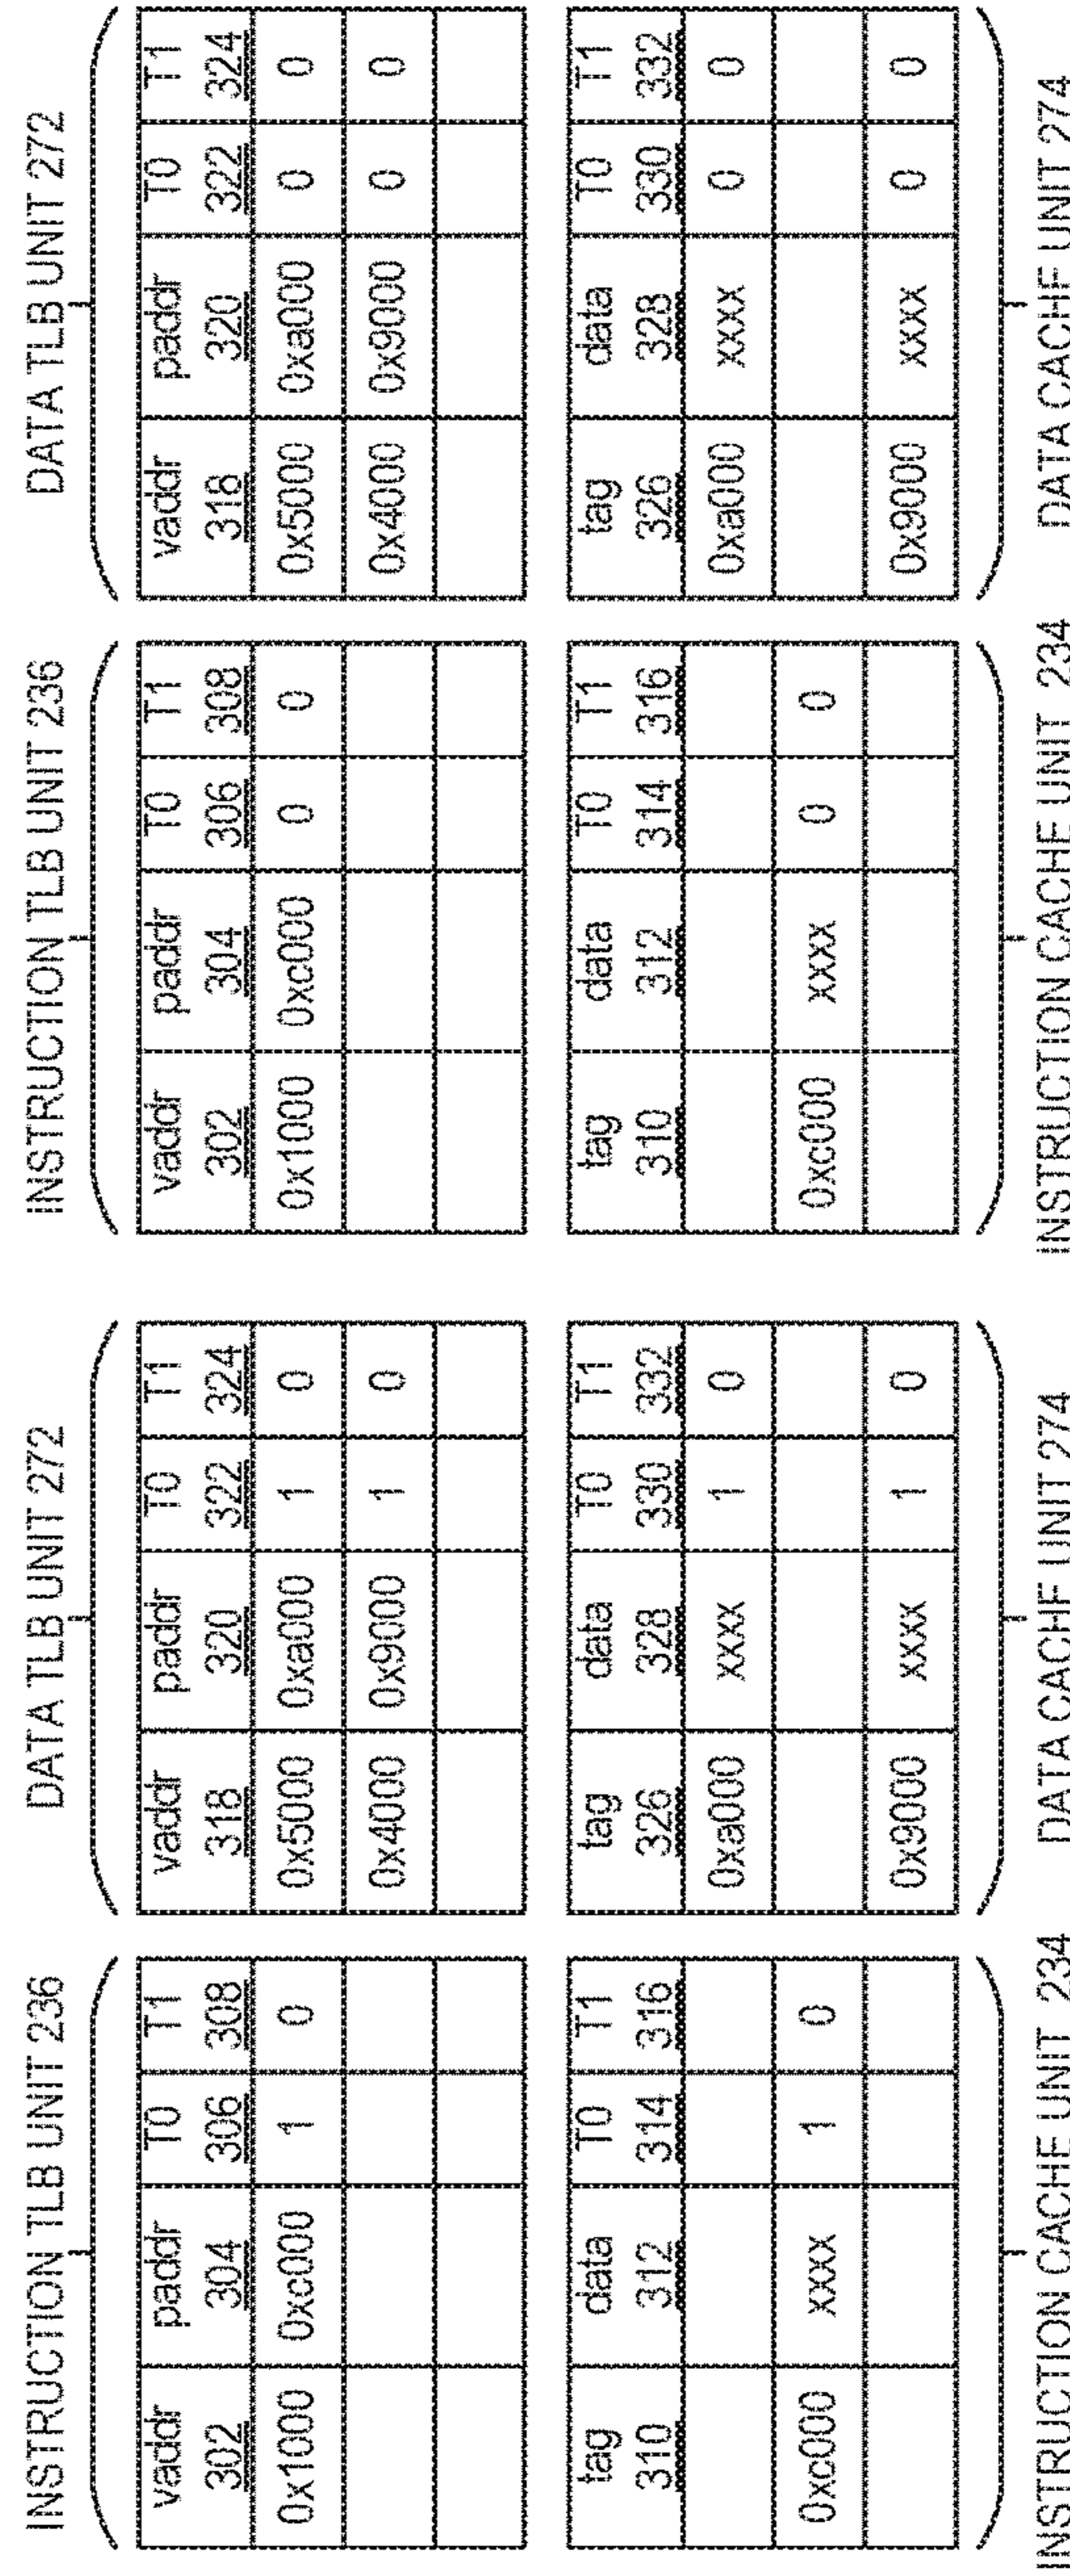 INSTRUCTION TLB UNIT 236 DATA TLB UNIT 272 INSTRUCTION TLB UNIT 236 DATA TLB UNIT 272
vaddr paddr T0 T1 vaddr paddr T0 T1 vaddr paddr T0 T1 vaddr paddr T0 T1
302 304 306 308 318 320 322 324 302 304 306 308 318 320 322 324
0x1000 0xc000 1 0 0x5000 0xa000 1 0 0x1000 0xc000 0 0 0x5000 0xa000 0 0
0x4000 0x9000 1 0 0x4000 0x9000 0 0
tag data T0 T1 tag data T0 T1 tag data T0 T1 tag data T0 T1
310 312 314 316 326 328 330 332 310 312 314 316 326 328 330 332
0xa000 xxxx 1 0 0xa000 xxxx 0 0
0xc000 xxxx 1 0 0xc000 xxxx 0 0
0x9000 xxxx 1 0 0x9000 xxxx 0 0
INSTRUCTION CACHE UNIT 234 DATA CACHE UNIT 274 INSTRUCTION CACHE UNIT 234 DATA CACHE UNIT 274